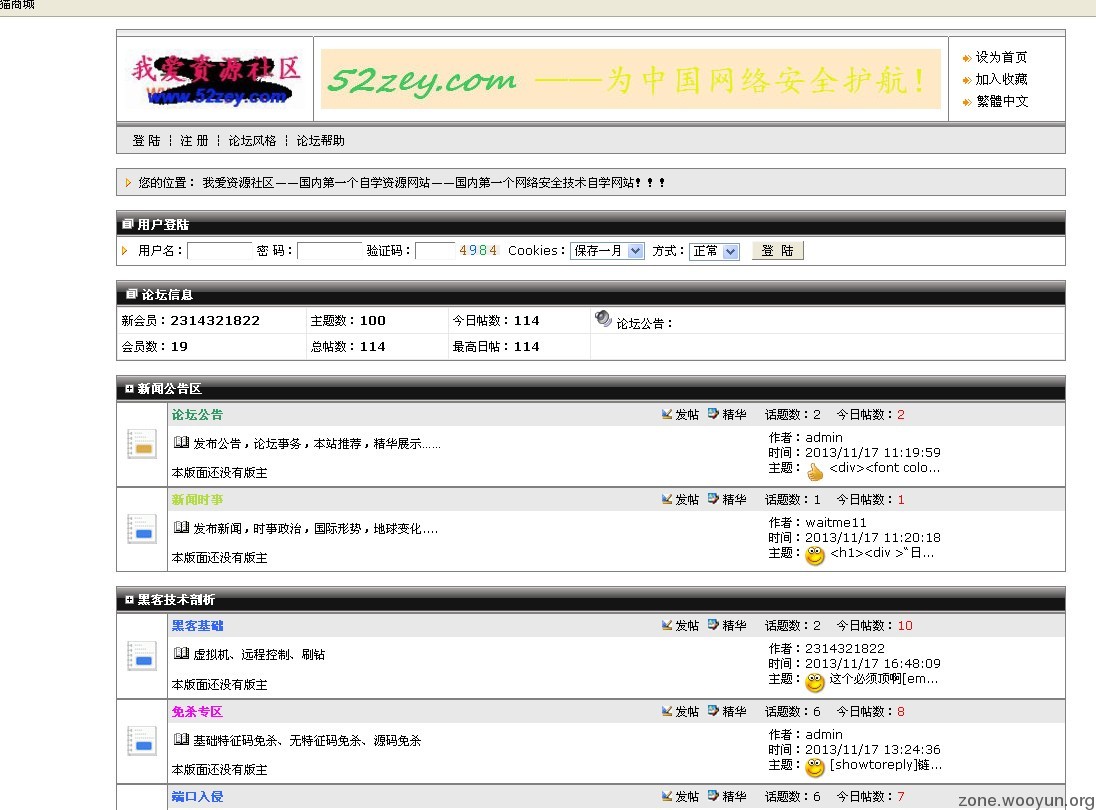 猫商城
我爱资源社区
www.52zey.com
52zey.com ——为中国网络安全护航！
设为首页
加入收藏
繁體中文
登 陆 ┆ 注 册 ┆ 论坛风格 ┆ 论坛帮助
您的位置： 我爱资源社区——国内第一个自学资源网站——国内第一个网络安全技术自学网站！！！
用户登陆
用户名： 密 码： 验证码： 4984 Cookies： 保存一月 方式： 正常 登 陆
论坛信息
新会员：2314321822 主题数：100 今日帖数：114 论坛公告：
会员数：19 总帖数：114 最高日帖：114
新闻公告区
论坛公告 发帖 精华 话题数：2 今日帖数：2
发布公告，论坛事务，本站推荐，精华展示……
本版面还没有版主
作者：admin
时间：2013/11/17 11:19:59
主题： <div><font colo...
新闻时事 发帖 精华 话题数：1 今日帖数：1
发布新闻，时事政治，国际形势，地球变化....
本版面还没有版主
作者：waitme11
时间：2013/11/17 11:20:18
主题： <h1><div >“日...
黑客技术剖析
黑客基础 发帖 精华 话题数：2 今日帖数：10
虚拟机、远程控制、刷钻
本版面还没有版主
作者：2314321822
时间：2013/11/17 16:48:09
主题： 这个必须顶啊[em...
免杀专区 发帖 精华 话题数：6 今日帖数：8
基础特征码免杀、无特征码免杀、源码免杀
本版面还没有版主
作者：admin
时间：2013/11/17 13:24:36
主题： [showtoreply]链...
端口入侵 发帖 精华 话题数：6 今日帖数：7
zone.wooyun.org